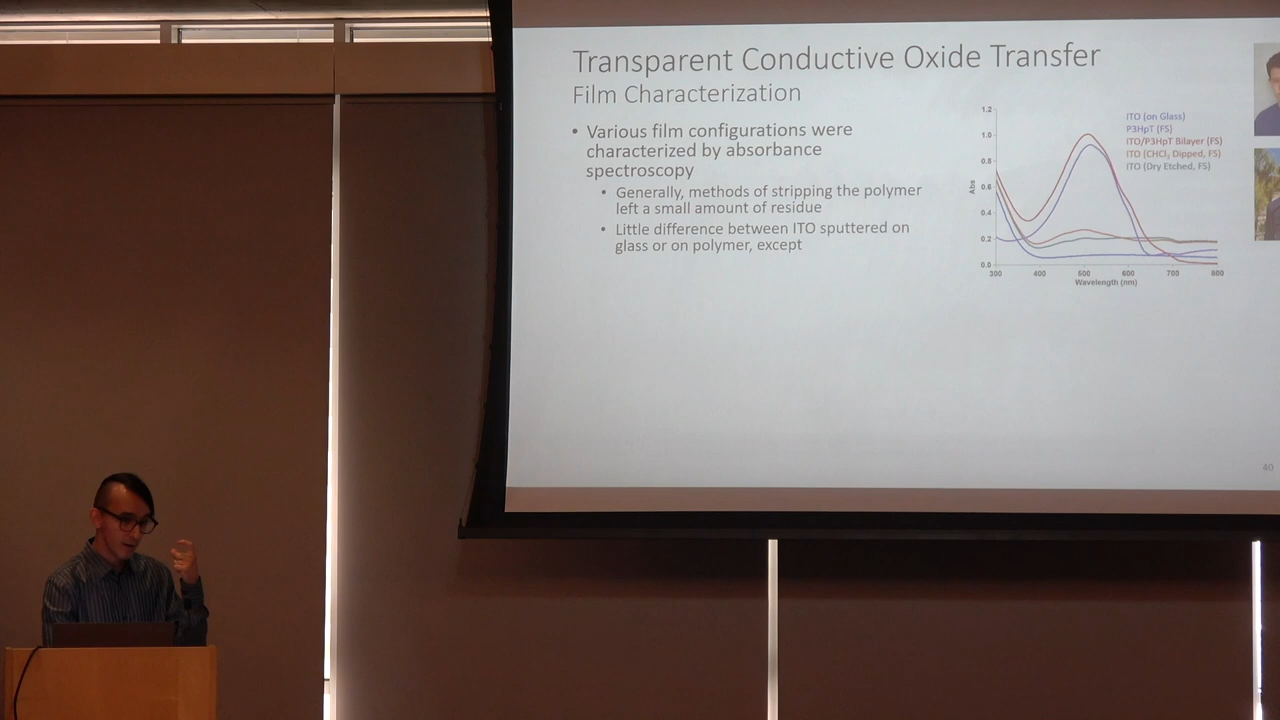 Transparent Conductive Oxide Transfer
Film Characterization
• Various film configurations were
characterized by absorbance
spectroscopy
• Generally, methods of stripping the polymer
left a small amount of residue
• Little difference between ITO sputtered on
glass or on polymer, except
1.2
1.0
0.8
0.6
0.4
0.2
0.0
Abs
300 400 500 600 700 800
Wavelength (nm)
ITO (on Glass)
P3HpT (FS)
ITO/P3HpT Bilayer (FS)
ITO (CHCl₃ Dipped, FS)
ITO (Dry Etched, FS)
40